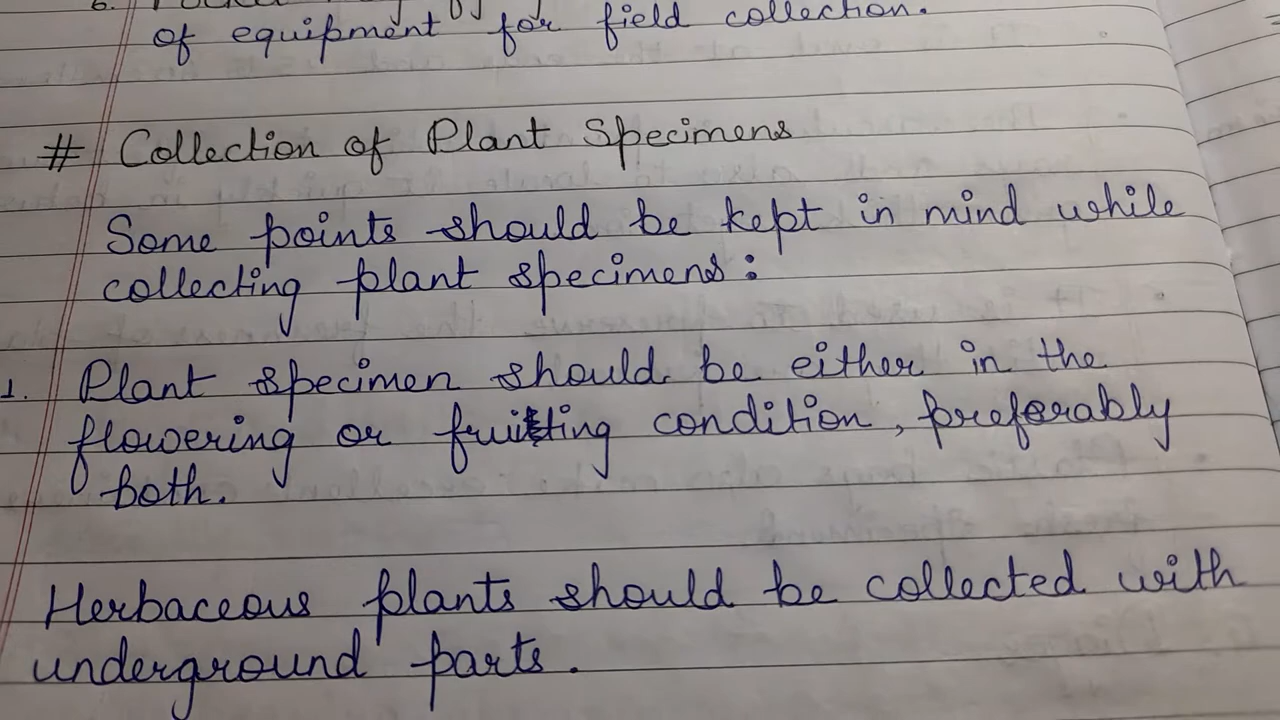 6.
of equipment for field collection.
# Collection of Plant Specimens
Some points should be kept in mind while
collecting plant specimens:
1. Plant specimen should be either in the
flowering or fruiting condition, preferably
both.
Herbaceous plants should be collected with
underground parts.